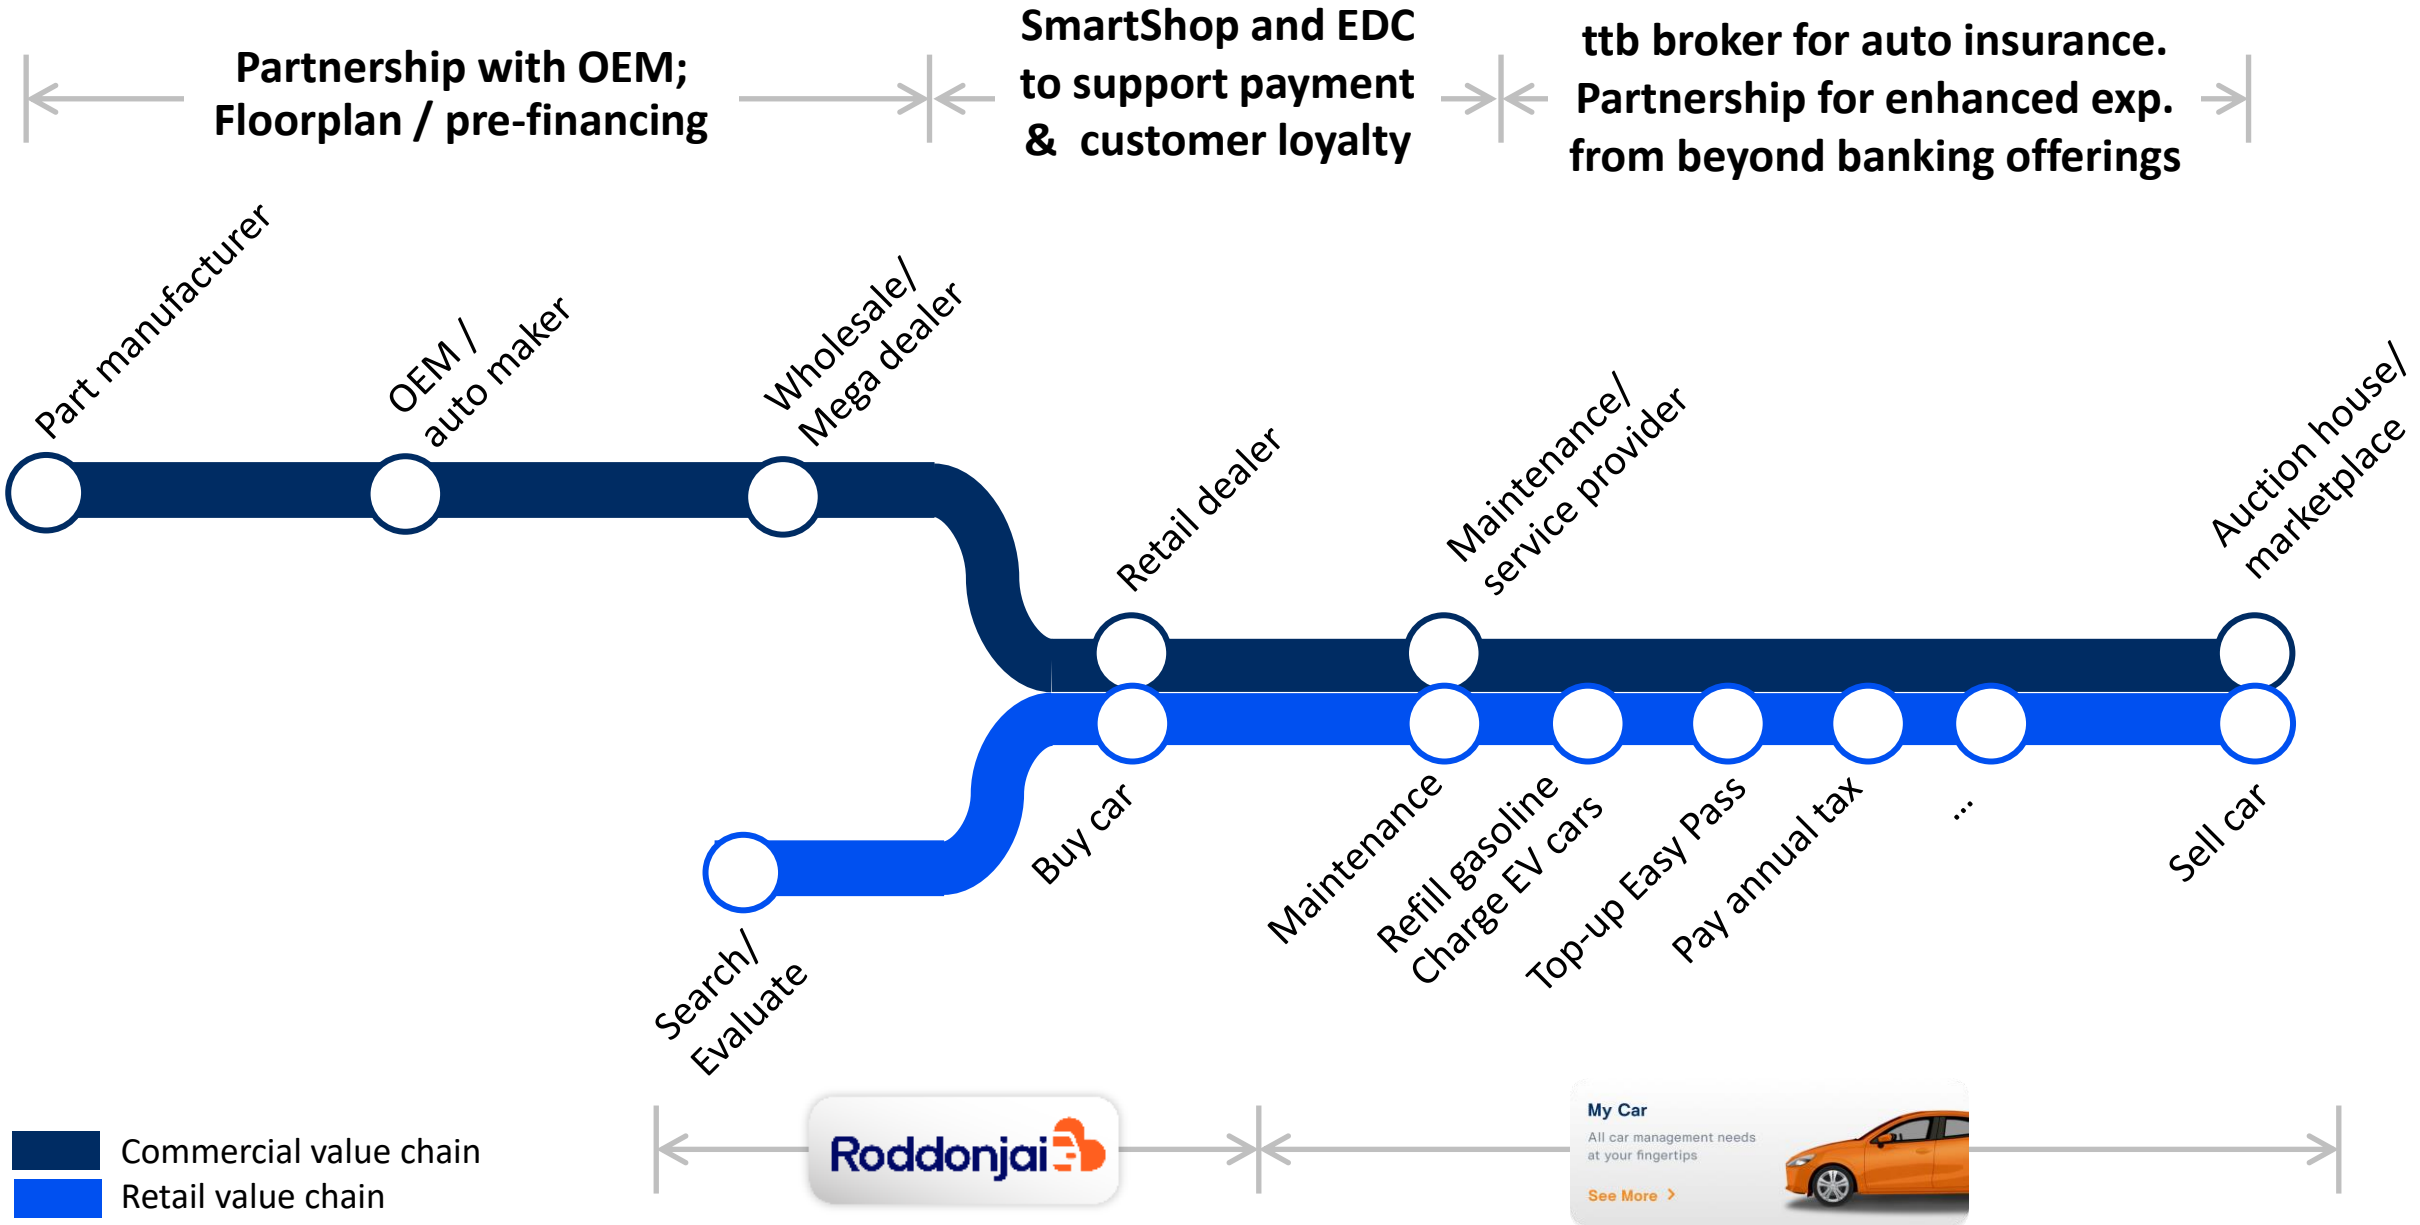 Partnership with OEM;
Floorplan / pre-financing
SmartShop and EDC
to support payment
& customer loyalty
ttb broker for auto insurance.
Partnership for enhanced exp.
from beyond banking offerings
Part manufacturer
OEM /
auto maker
Wholesale/
Mega dealer
Retail dealer
Maintenance/
service provider
Auction house/
marketplace
Search/
Evaluate
Buy car
Maintenance
Refill gasoline
Charge EV cars
Top-up Easy Pass
Pay annual tax
...
Sell car
Commercial value chain
Retail value chain
Roddonjai
My Car
All car management needs
at your fingertips
See More >